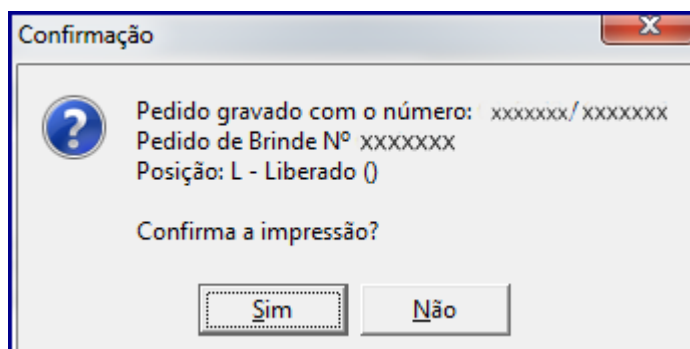 Confirmação
Pedido gravado com o número: xxxxxxx/xxxxxxx
Pedido de Brinde Nº xxxxxxx
Posição: L - Liberado ()
Confirma a impressão?
Sim Não